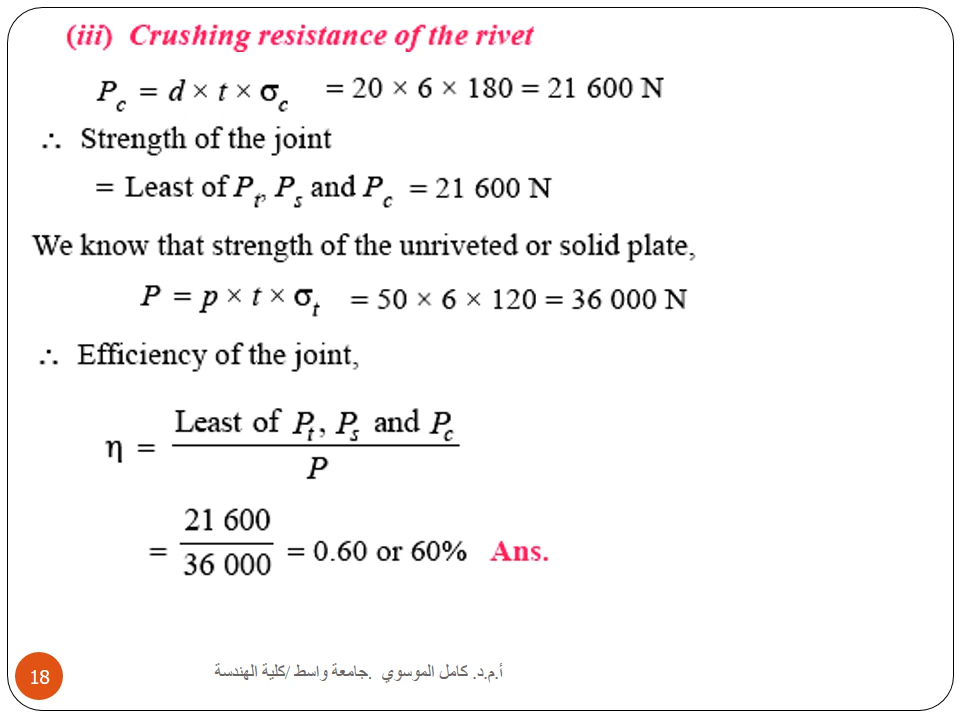 (iii) Crushing resistance of the rivet
P_c = d × t × σ_c = 20 × 6 × 180 = 21 600 N
∴ Strength of the joint
= Least of P_t, P_s and P_c = 21 600 N
We know that strength of the unriveted or solid plate,
P = p × t × σ_t = 50 × 6 × 120 = 36 000 N
∴ Efficiency of the joint,
η = Least of P_t, P_s and P_c / P
= 21 600 / 36 000 = 0.60 or 60% Ans.
أ.م.د. كامل الموسوي .جامعة واسط /كلية الهندسة
18